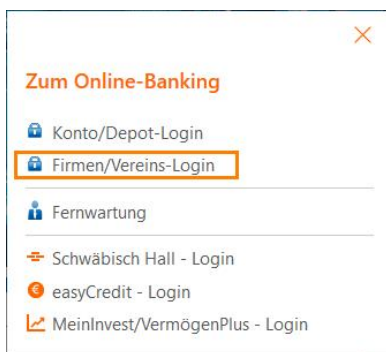 Zum Online-Banking
Konto/Depot-Login
Firmen/Vereins-Login
Fernwartung
Schwäbisch Hall - Login
easyCredit - Login
MeinInvest/VermögenPlus - Login